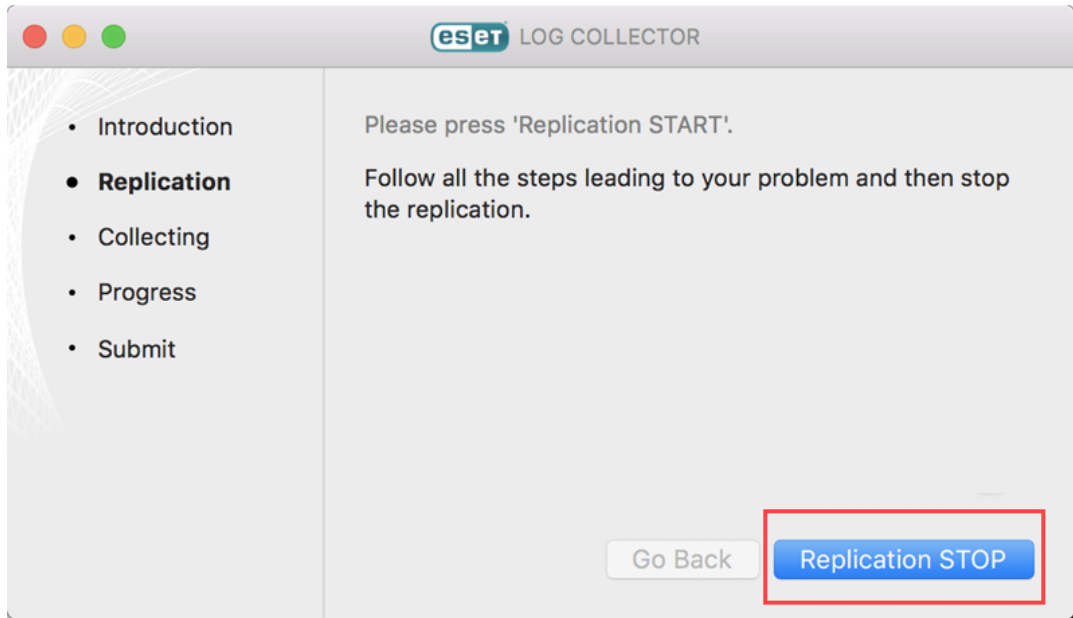 eset LOG COLLECTOR
Introduction
Replication
Collecting
Progress
Submit
Please press 'Replication START'.
Follow all the steps leading to your problem and then stop
the replication.
Go Back
Replication STOP